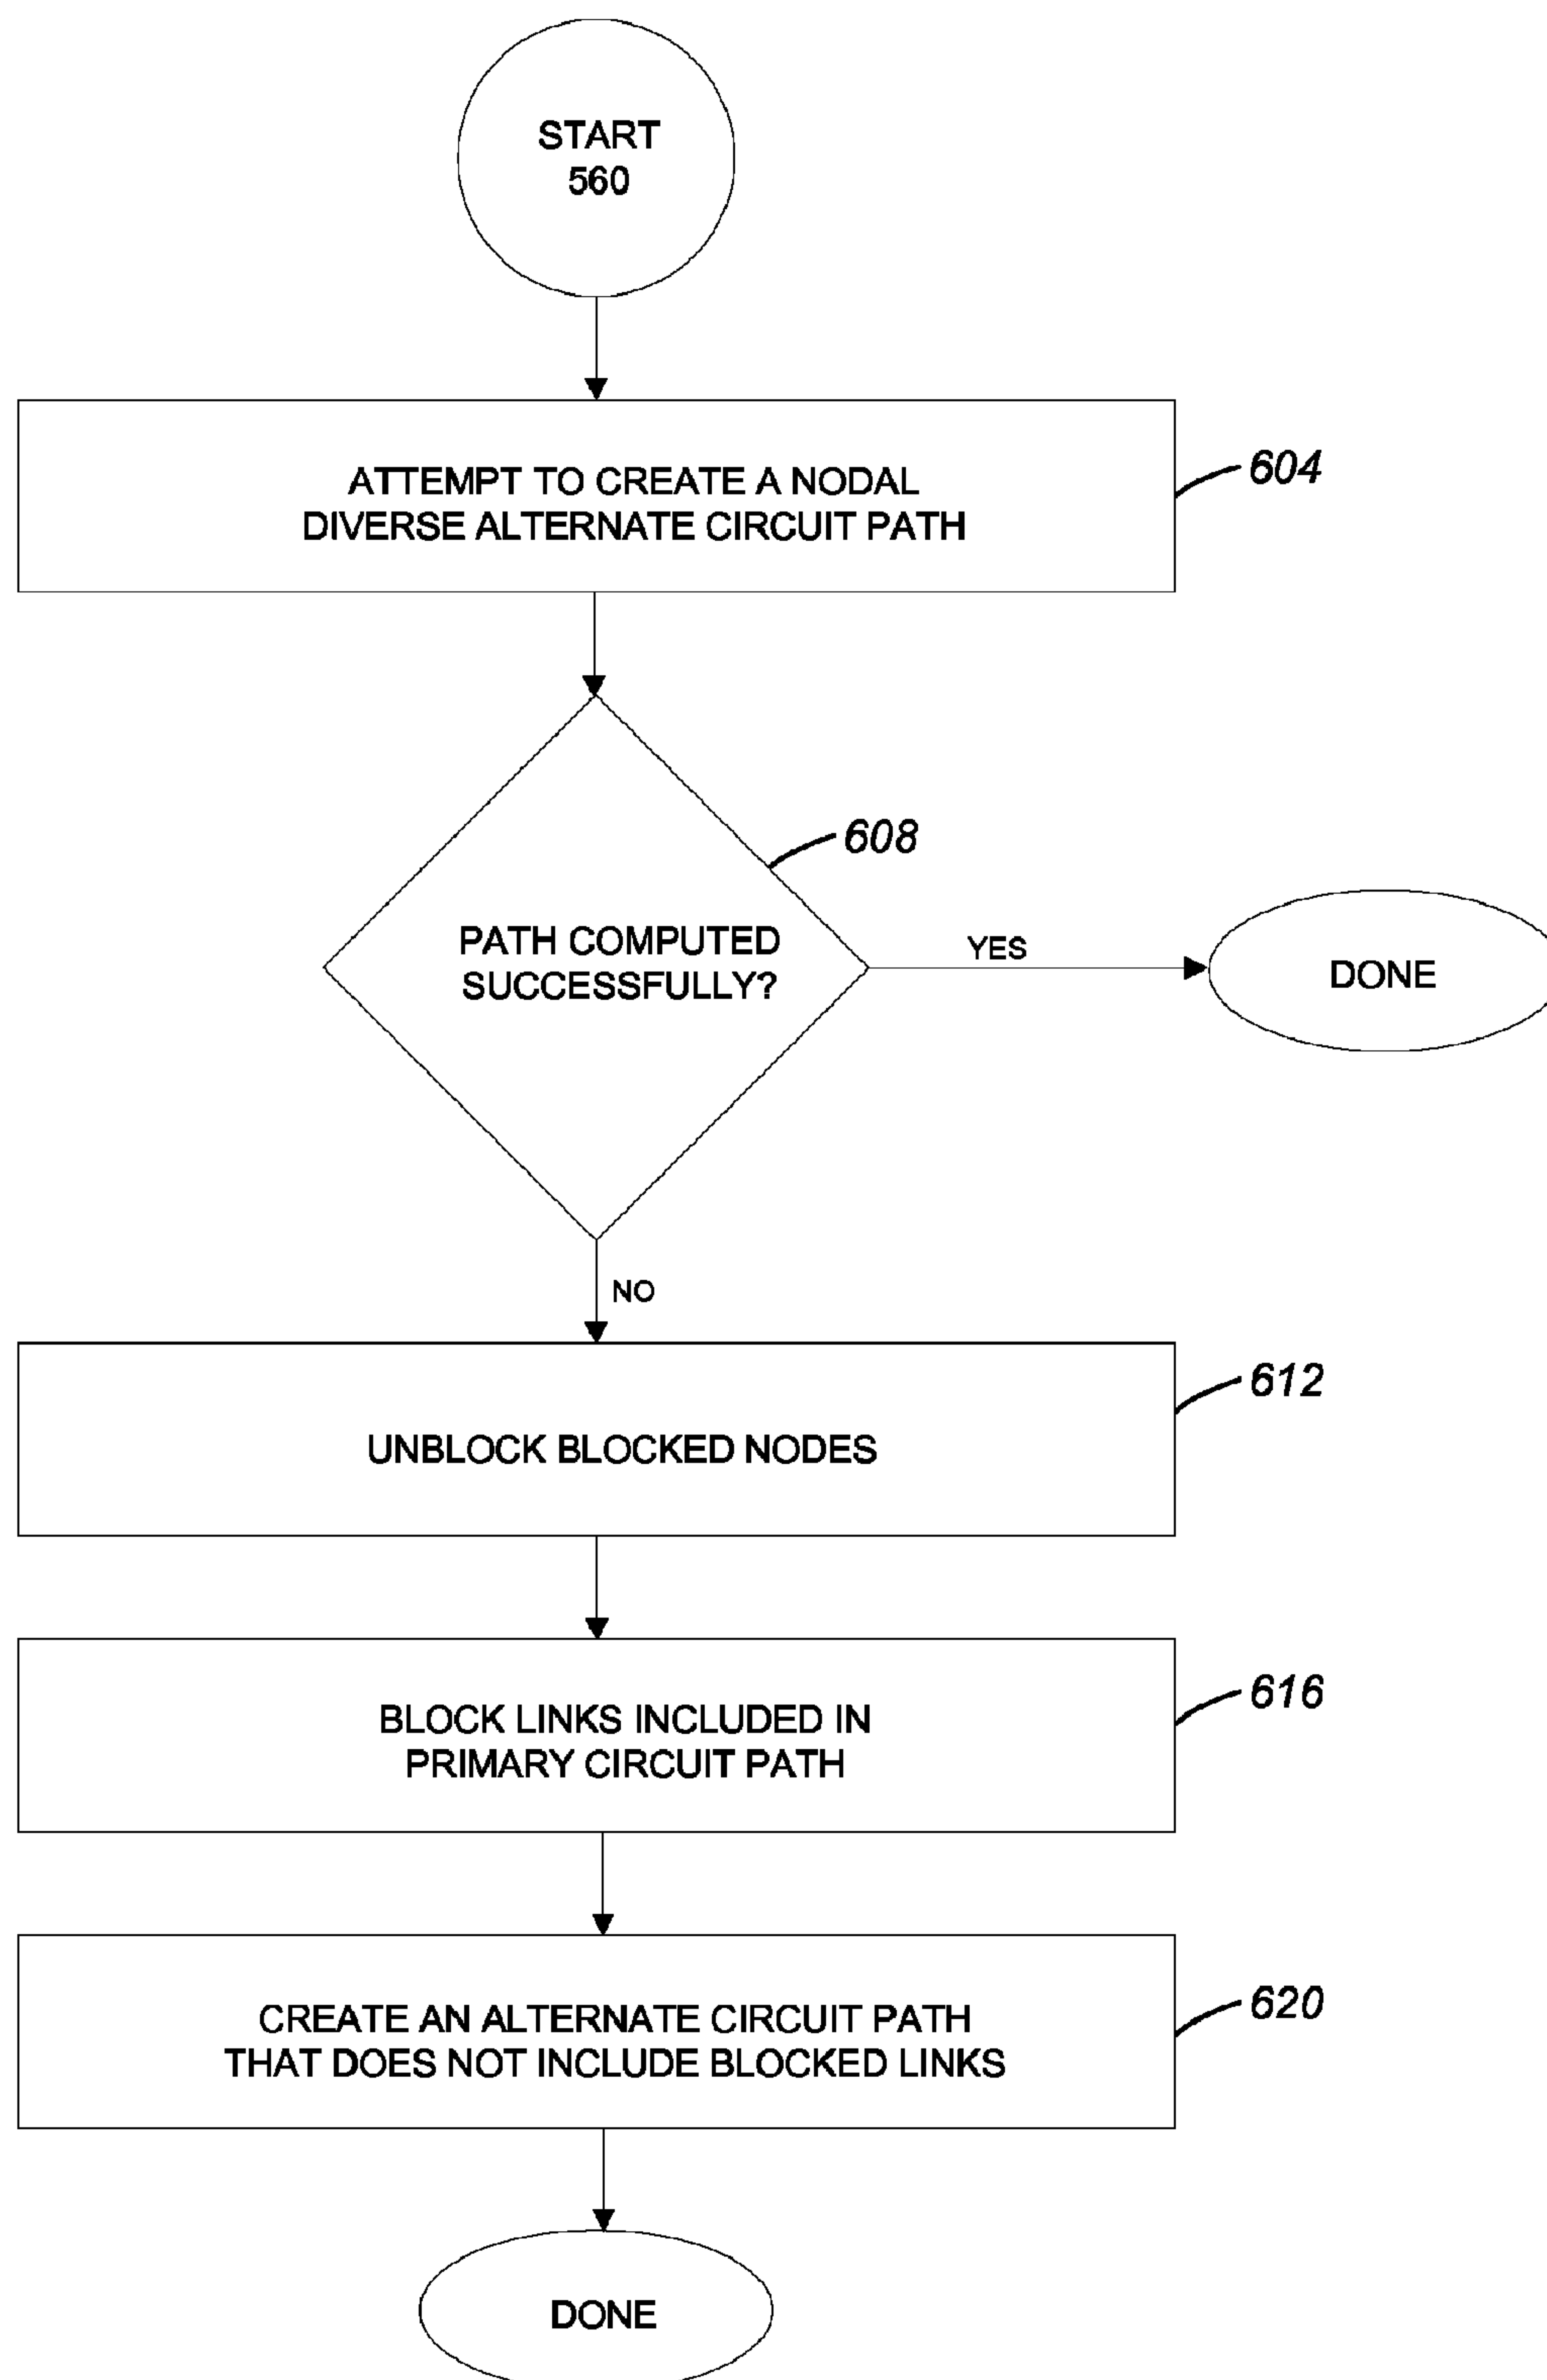 START
560
ATTEMPT TO CREATE A NODAL
DIVERSE ALTERNATE CIRCUIT PATH
604
608
PATH COMPUTED
SUCCESSFULLY?
YES
DONE
NO
612
UNBLOCK BLOCKED NODES
616
BLOCK LINKS INCLUDED IN
PRIMARY CIRCUIT PATH
620
CREATE AN ALTERNATE CIRCUIT PATH
THAT DOES NOT INCLUDE BLOCKED LINKS
DONE